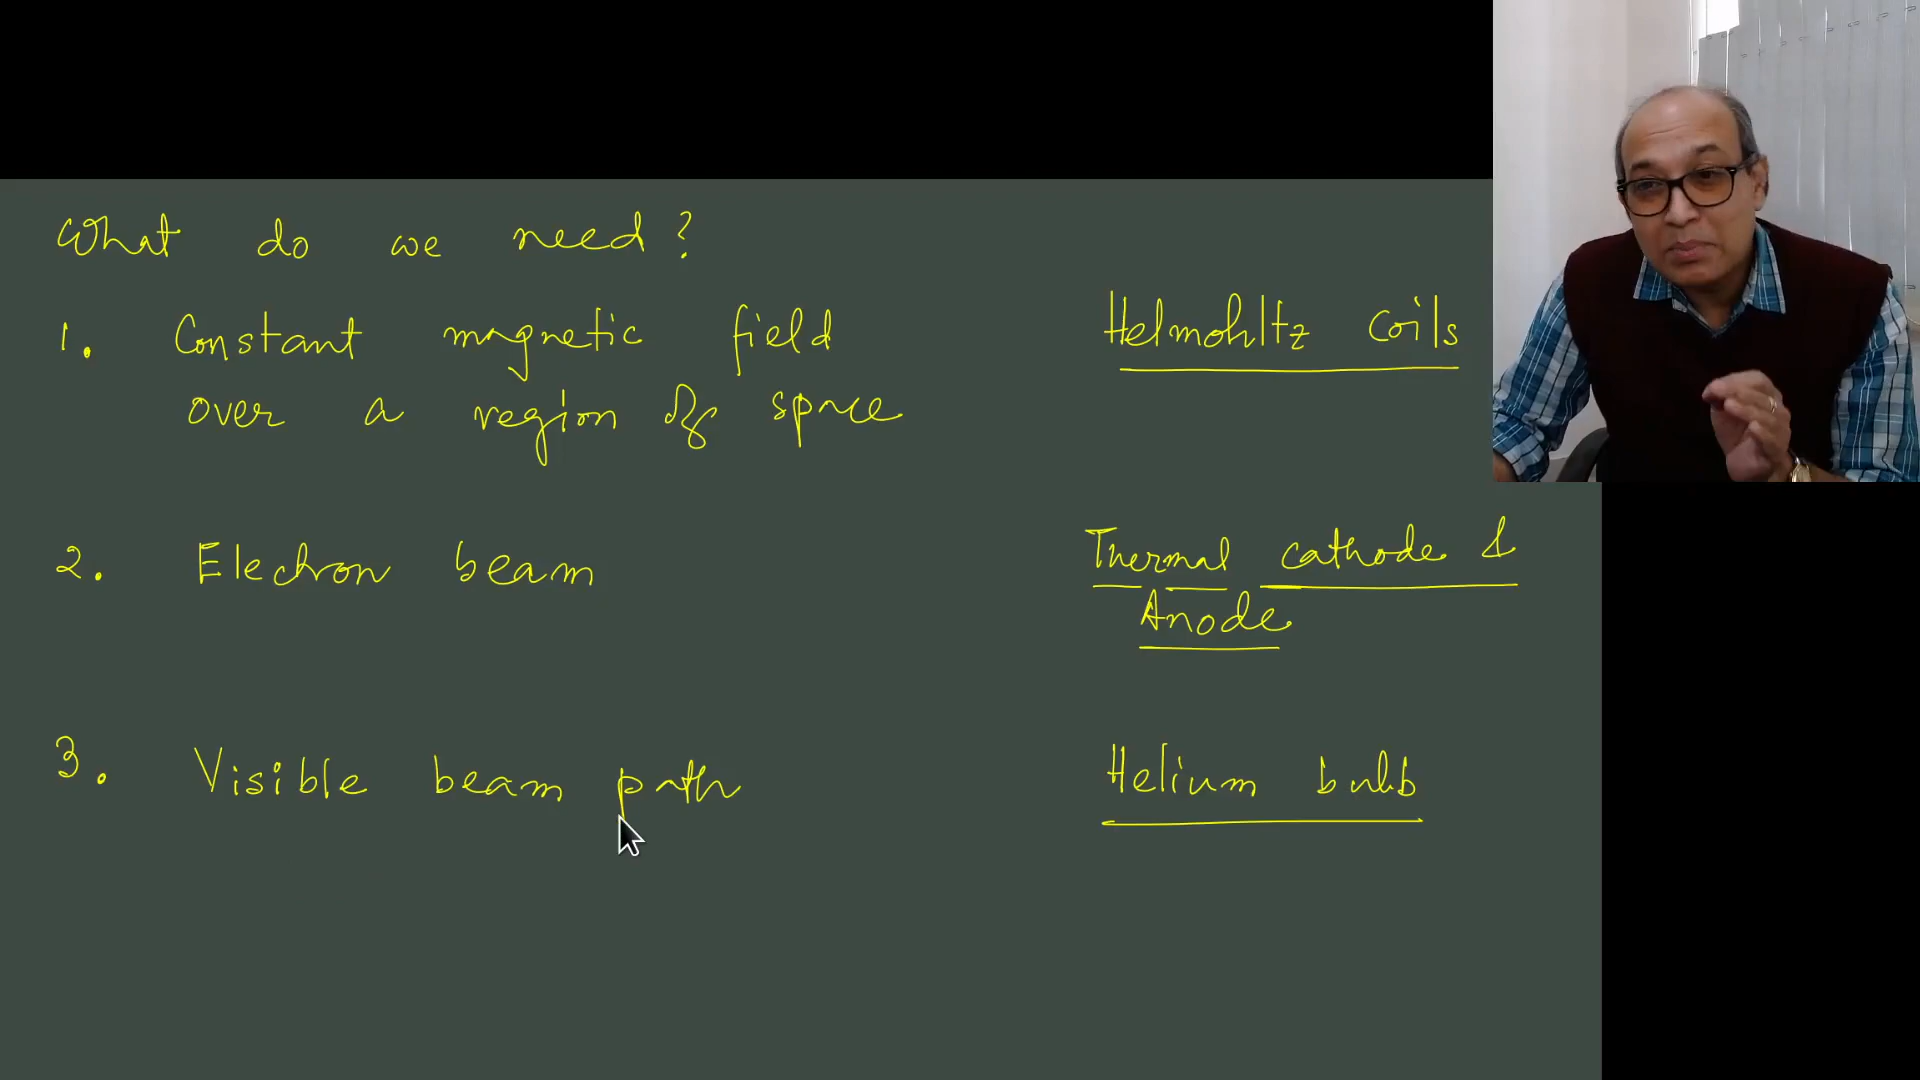 What do we need?
1. Constant magnetic field
over a region of space
Helmohltz coils
2. Electron beam
Thermal cathode &
Anode
3. Visible beam path
Helium bulb